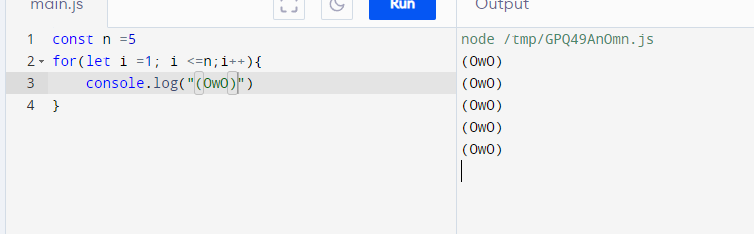 main.js
Run
Output
1 const n =5
2 for(let i =1; i <=n;i++){
3 console.log("(OwO)")
4 }
node /tmp/GPQ49AnOmn.js
(OwO)
(OwO)
(OwO)
(OwO)
(OwO)